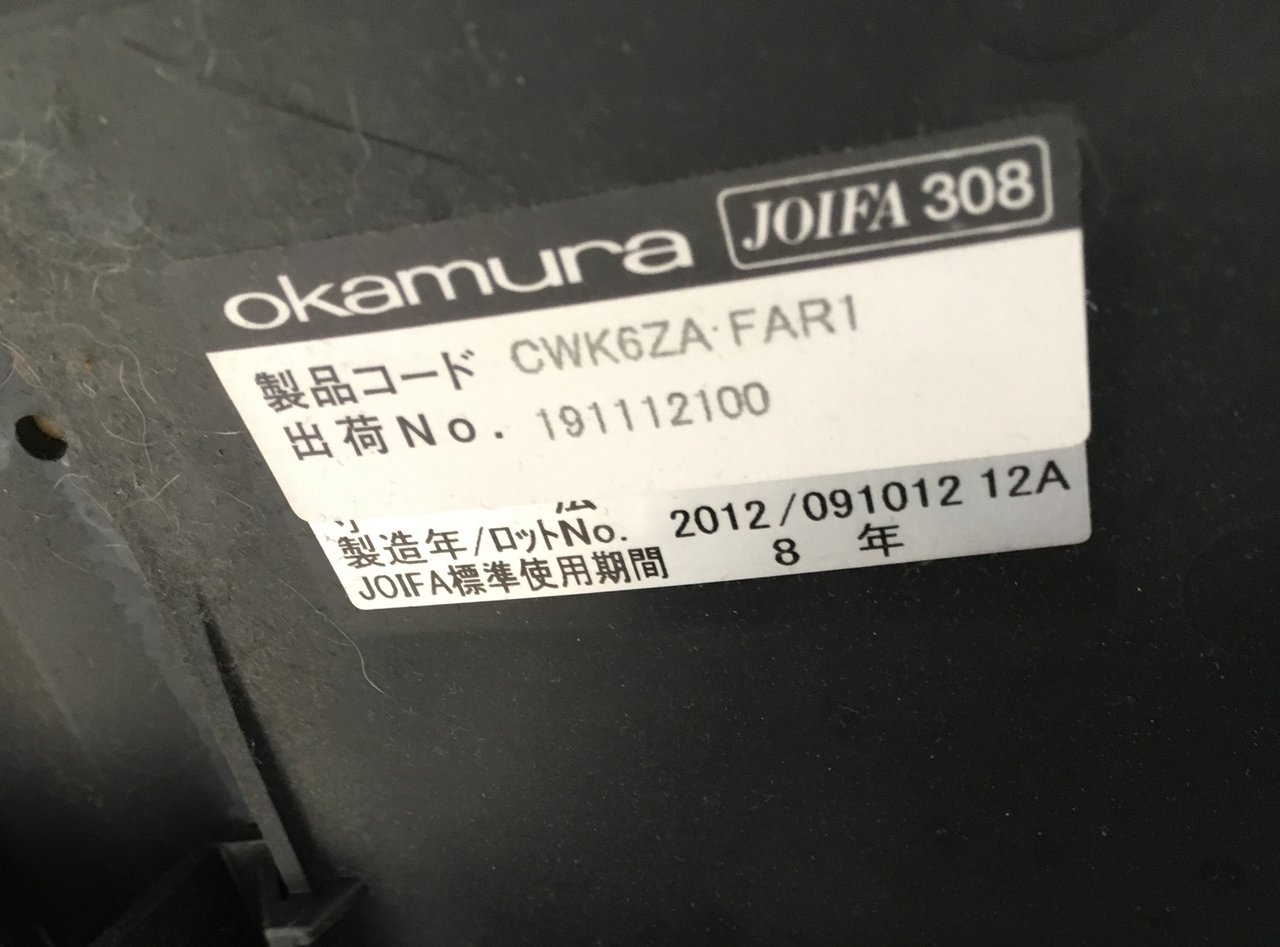 okamura JOIFA 308
製品コード CWK6ZA·FAR1
出荷No. 191112100
製造年/ロットNo. 2012/091012 12A
JOIFA標準使用期間 8 年